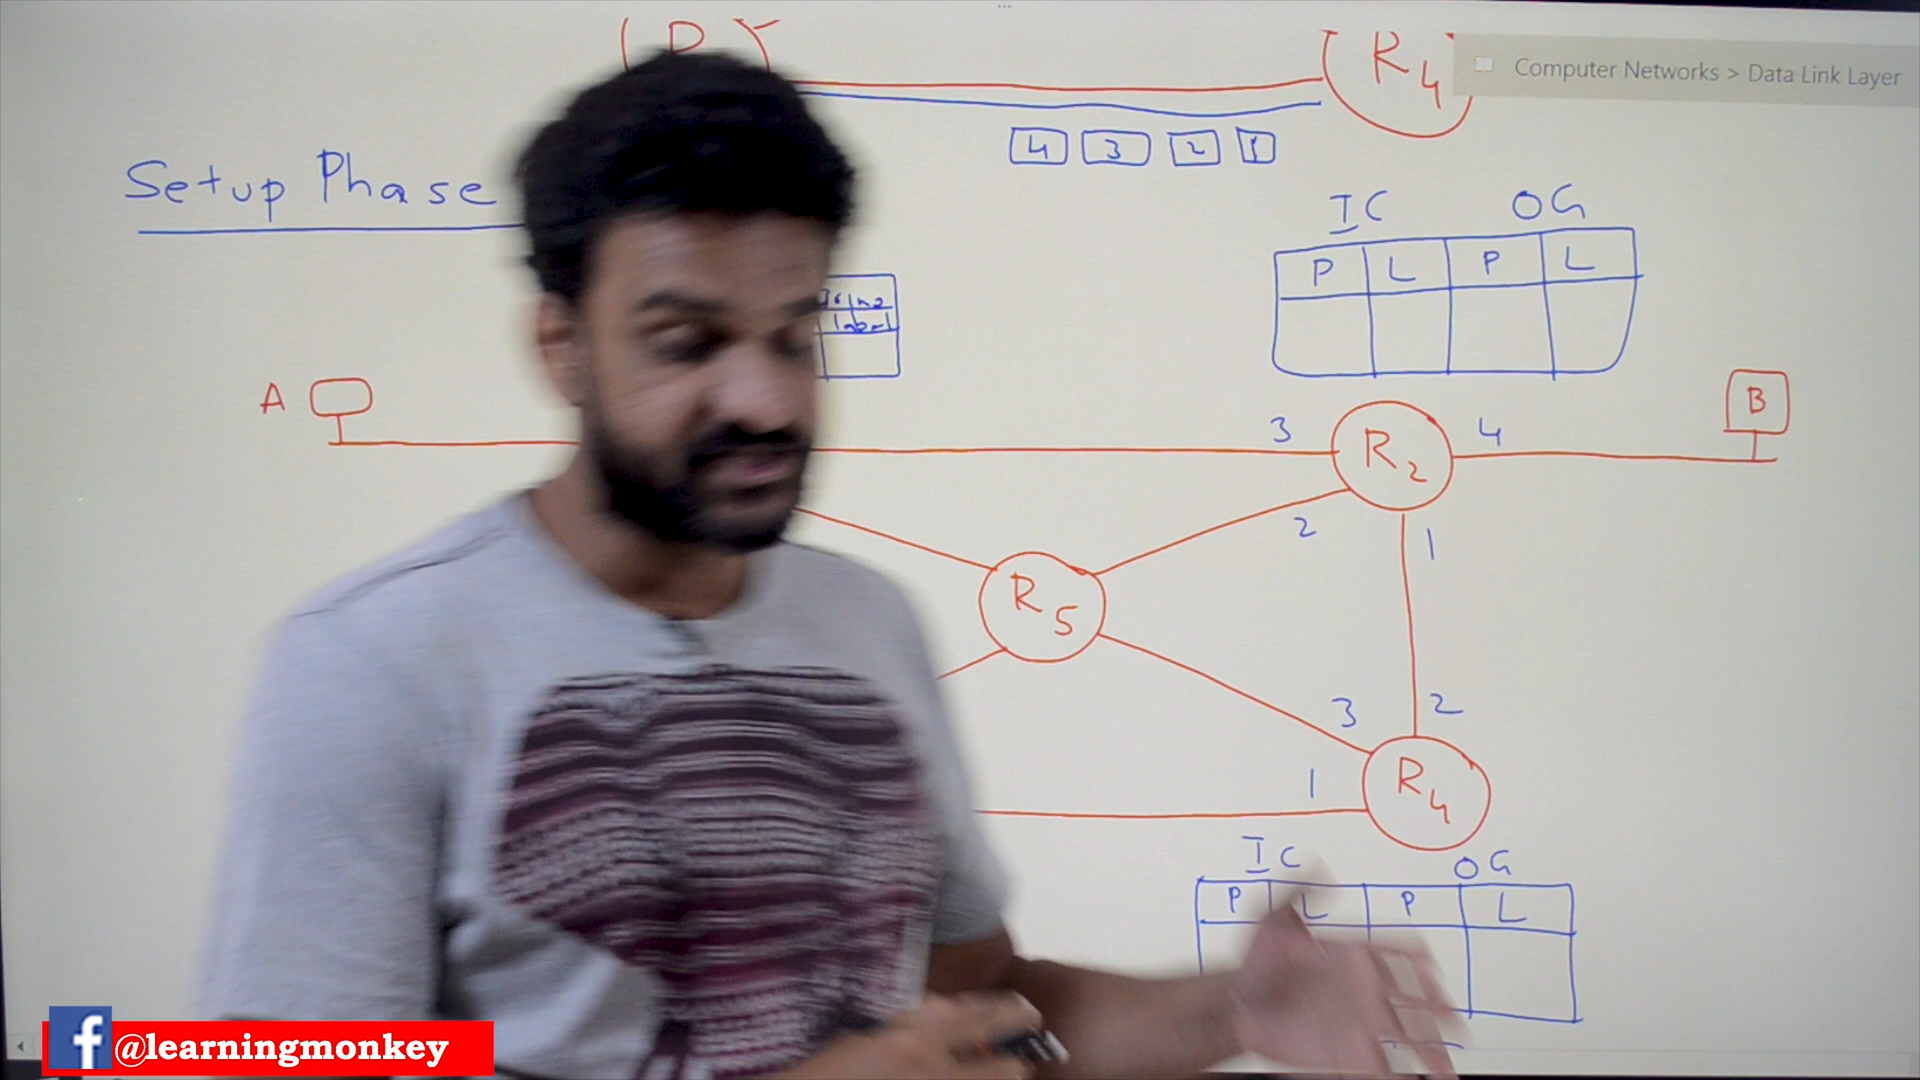 R
R4
Computer Networks > Data Link Layer
4 3 2 1
Setup Phase
IC OG
P L P L
label
A
B
3 R2 4
2 1
R5
3 2
1 R4
IC OG
P L P L
@learningmonkey